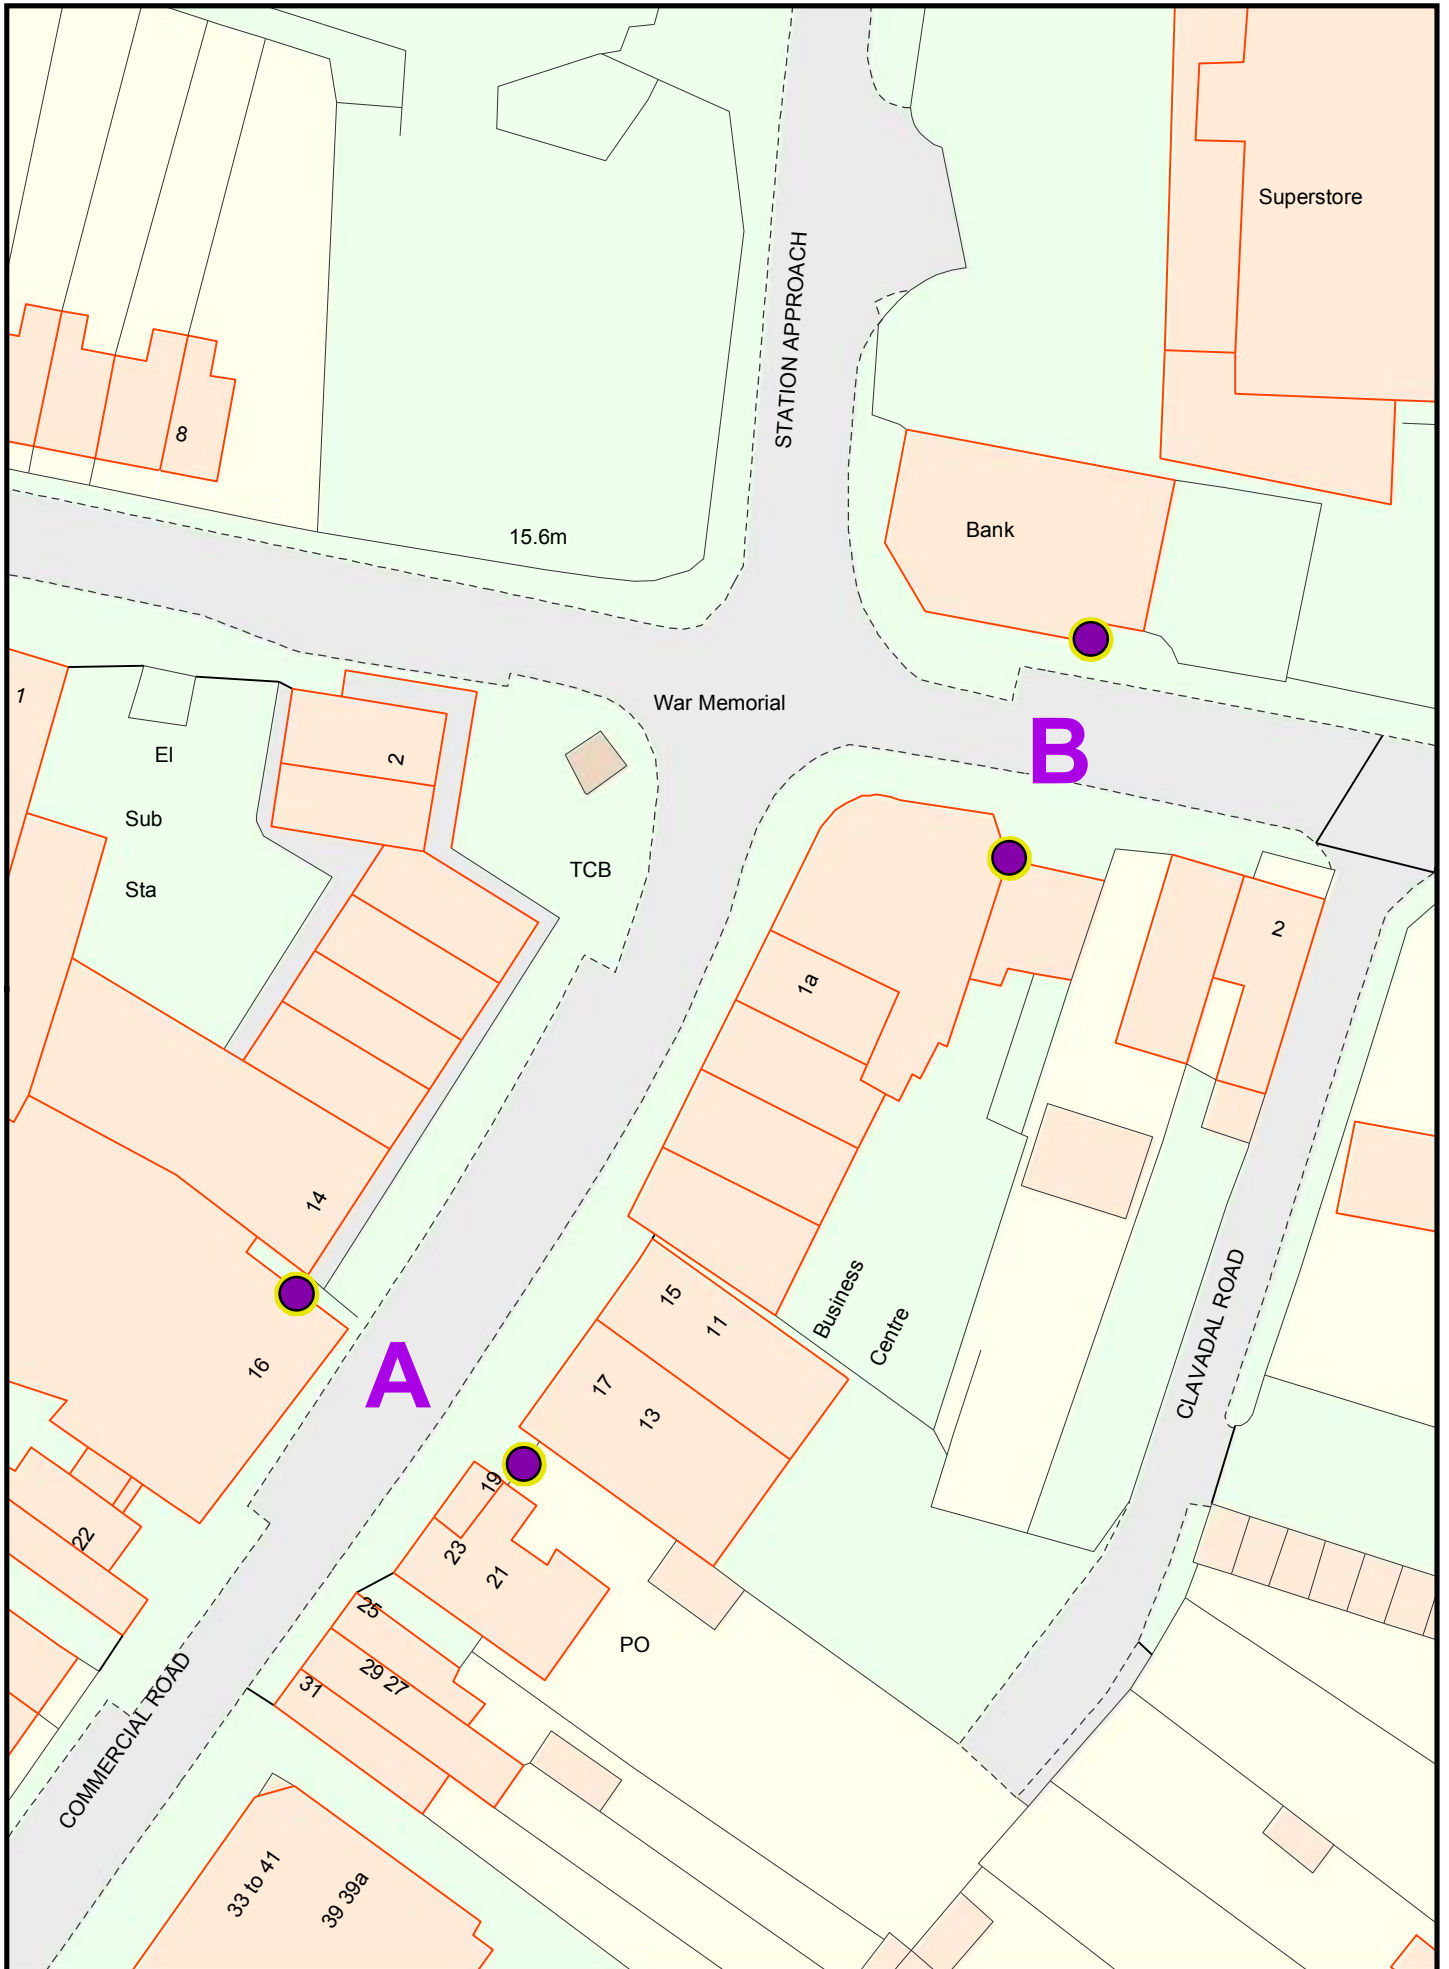 Superstore
STATION APPROACH
8
15.6m
Bank
1
War Memorial
2
B
El
Sub
Sta
TCB
2
1a
14
Business
Centre
15
11
16
A
17
13
CLAVADAL ROAD
19
22
23
21
25
PO
29 27
31
COMMERCIAL ROAD
33 to 41
39 39a